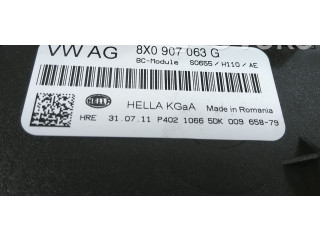 VW AG 8X0 907 063 G
BC-Module S0655 / H110 / AE
HELLA
HELLA KGaA Made in Romania
HRE 31.07.11 P402 1066 5DK 009 658-79